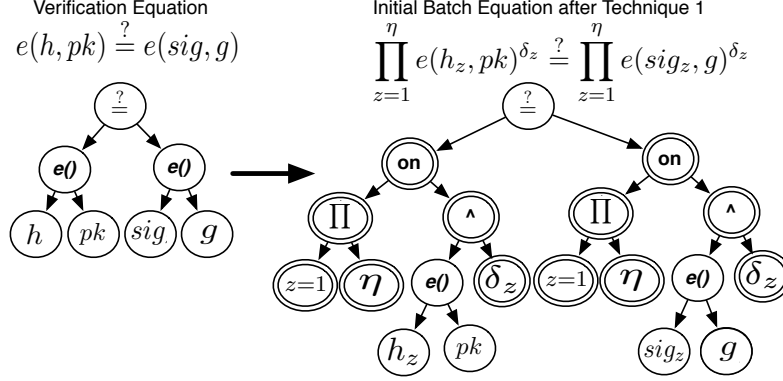 Verification Equation
e(h, pk) ≟ e(sig, g)
≟
e() e()
h pk sig g
Initial Batch Equation after Technique 1
∏_{z=1}^{η} e(h_z, pk)^{δ_z} ≟ ∏_{z=1}^{η} e(sig_z, g)^{δ_z}
≟
on on
∏ ^ ∏ ^
z=1 η e() δ_z z=1 η e() δ_z
h_z pk sig_z g